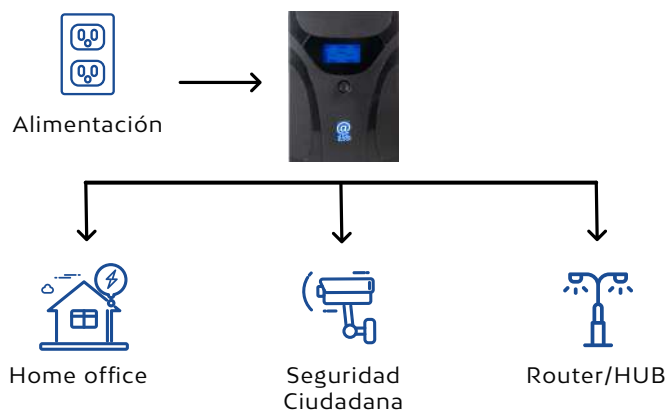 Alimentación
Home office
Seguridad
Ciudadana
Router/HUB